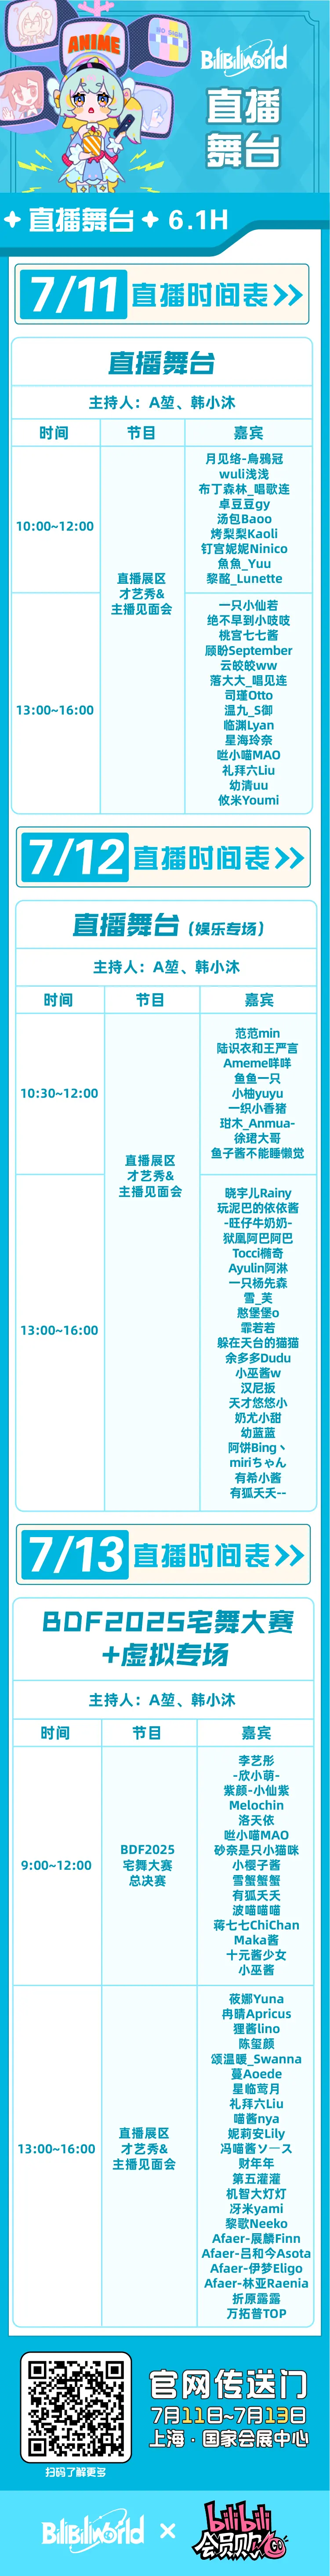 ANIME
NO SIGN
BiliBiliWorld
直播
舞台
直播舞台 6.1H
7/11 直播时间表
直播舞台
主持人：A堃、韩小沐
时间 节目 嘉宾
10:00~12:00
直播展区
才艺秀&
主播见面会
月见绪-烏鴉冠
wuli浅浅
布丁森林_唱歌连
卓豆豆gy
汤包Baoo
烤梨梨Kaoli
钉宫妮妮Ninico
魚魚_Yuu
黎酩_Lunette
13:00~16:00
一只小仙若
绝不早到小吱吱
桃宫七七酱
顾盼September
云皎皎ww
落大大_唱见连
司瑾Otto
温九_S御
临渊Lyan
星海玲奈
咝小喵MAO
礼拜六Liu
幼清uu
攸米Youmi
7/12 直播时间表
直播舞台（娱乐专场）
主持人：A堃、韩小沐
时间 节目 嘉宾
10:30~12:00
直播展区
才艺秀&
主播见面会
范范min
陆识衣和王严言
Ameme咩咩
鱼鱼一只
小柚yuyu
一织小香猪
玵木_Anmua-
徐珺大哥
鱼子酱不能睡懒觉
13:00~16:00
晓宇儿Rainy
玩泥巴的依依酱
-旺仔牛奶奶-
狱凰阿巴阿巴
Tocci椭奇
Ayulin阿淋
一只杨先森
雪_芙
憨堡堡o
霏若若
躲在天台的猫猫
余多多Dudu
小巫酱w
汉尼扳
天才悠悠小
奶尤小甜
幼蓝蓝
阿饼Bing丶
miriちゃん
有希小酱
有狐天天--
7/13 直播时间表
BDF2025宅舞大赛
+虚拟专场
主持人：A堃、韩小沐
时间 节目 嘉宾
9:00~12:00
BDF2025
宅舞大赛
总决赛
李艺彤
-欣小萌-
紫颜-小仙紫
Melochin
洛天依
咝小喵MAO
砂奈是只小猫咪
小樱子酱
雪蟹蟹蟹
有狐天天
波喵喵喵
蒋七七ChiChan
Maka酱
十元酱少女
小巫酱
13:00~16:00
直播展区
才艺秀&
主播见面会
莜娜Yuna
冉晴Apricus
狸酱lino
陈玺颜
颂温暖_Swanna
蔓Aoede
星临莺月
礼拜六Liu
喵酱nya
妮莉安Lily
冯喵酱ソース
财年年
第五灌灌
机智大灯灯
冴米yami
黎歌Neeko
Afaer-展麟Finn
Afaer-吕和今Asota
Afaer-伊梦Eligo
Afaer-林亚Raenia
折原露露
万拓普TOP
扫码了解更多
官网传送门
7月11日~7月13日
上海·国家会展中心
BiliBiliWorld × bilibili
会员购